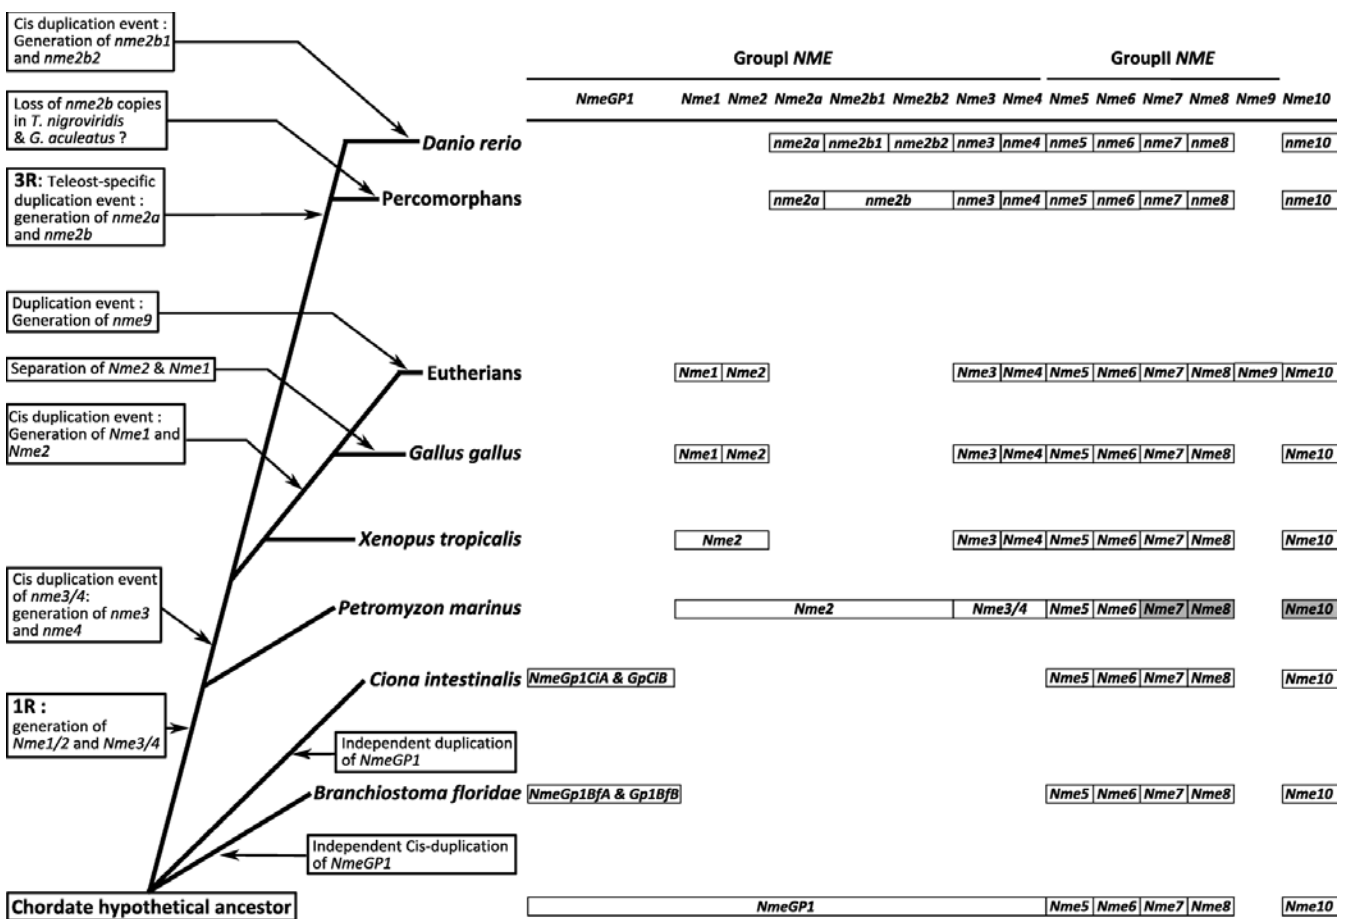 Cis duplication event :
Generation of nme2b1
and nme2b2
Loss of nme2b copies
in T. nigroviridis
& G. aculeatus ?
3R: Teleost-specific
duplication event :
generation of nme2a
and nme2b
Duplication event :
Generation of nme9
Separation of Nme2 & Nme1
Cis duplication event :
Generation of Nme1 and
Nme2
Cis duplication event
of nme3/4:
generation of nme3
and nme4
1R :
generation of
Nme1/2 and Nme3/4
Independent duplication
of NmeGP1
Independent Cis-duplication
of NmeGP1
GroupI NME GroupII NME
NmeGP1 Nme1 Nme2 Nme2a Nme2b1 Nme2b2 Nme3 Nme4 Nme5 Nme6 Nme7 Nme8 Nme9 Nme10
Danio rerio nme2a nme2b1 nme2b2 nme3 nme4 nme5 nme6 nme7 nme8 nme10
Percomorphans nme2a nme2b nme3 nme4 nme5 nme6 nme7 nme8 nme10
Eutherians Nme1 Nme2 Nme3 Nme4 Nme5 Nme6 Nme7 Nme8 Nme9 Nme10
Gallus gallus Nme1 Nme2 Nme3 Nme4 Nme5 Nme6 Nme7 Nme8 Nme10
Xenopus tropicalis Nme2 Nme3 Nme4 Nme5 Nme6 Nme7 Nme8 Nme10
Petromyzon marinus Nme2 Nme3/4 Nme5 Nme6 Nme7 Nme8 Nme10
Ciona intestinalis NmeGp1CiA & GpCiB Nme5 Nme6 Nme7 Nme8 Nme10
Branchiostoma floridae NmeGp1BfA & Gp1BfB Nme5 Nme6 Nme7 Nme8 Nme10
Chordate hypothetical ancestor NmeGP1 Nme5 Nme6 Nme7 Nme8 Nme10